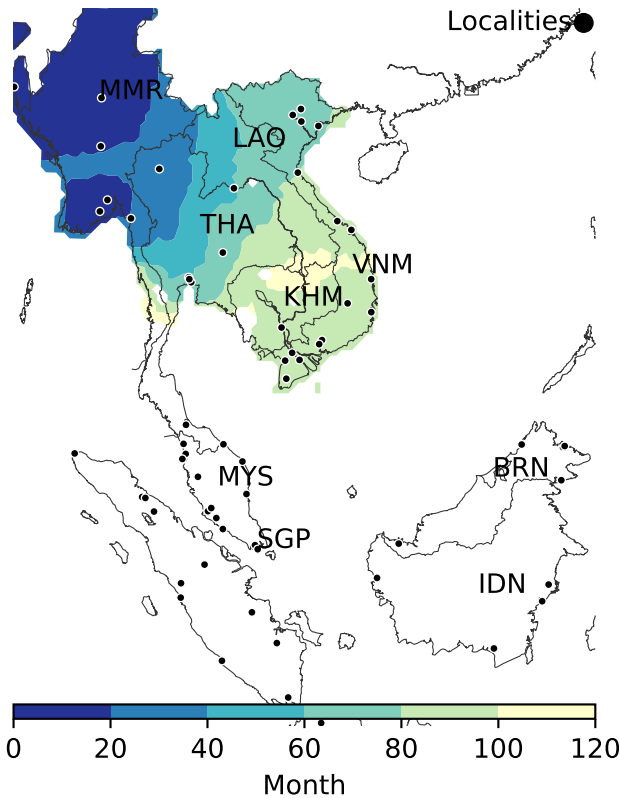 Localities
MMR
LAO
THA
VNM
KHM
MYS
BRN
SGP
IDN
0 20 40 60 80 100 120
Month